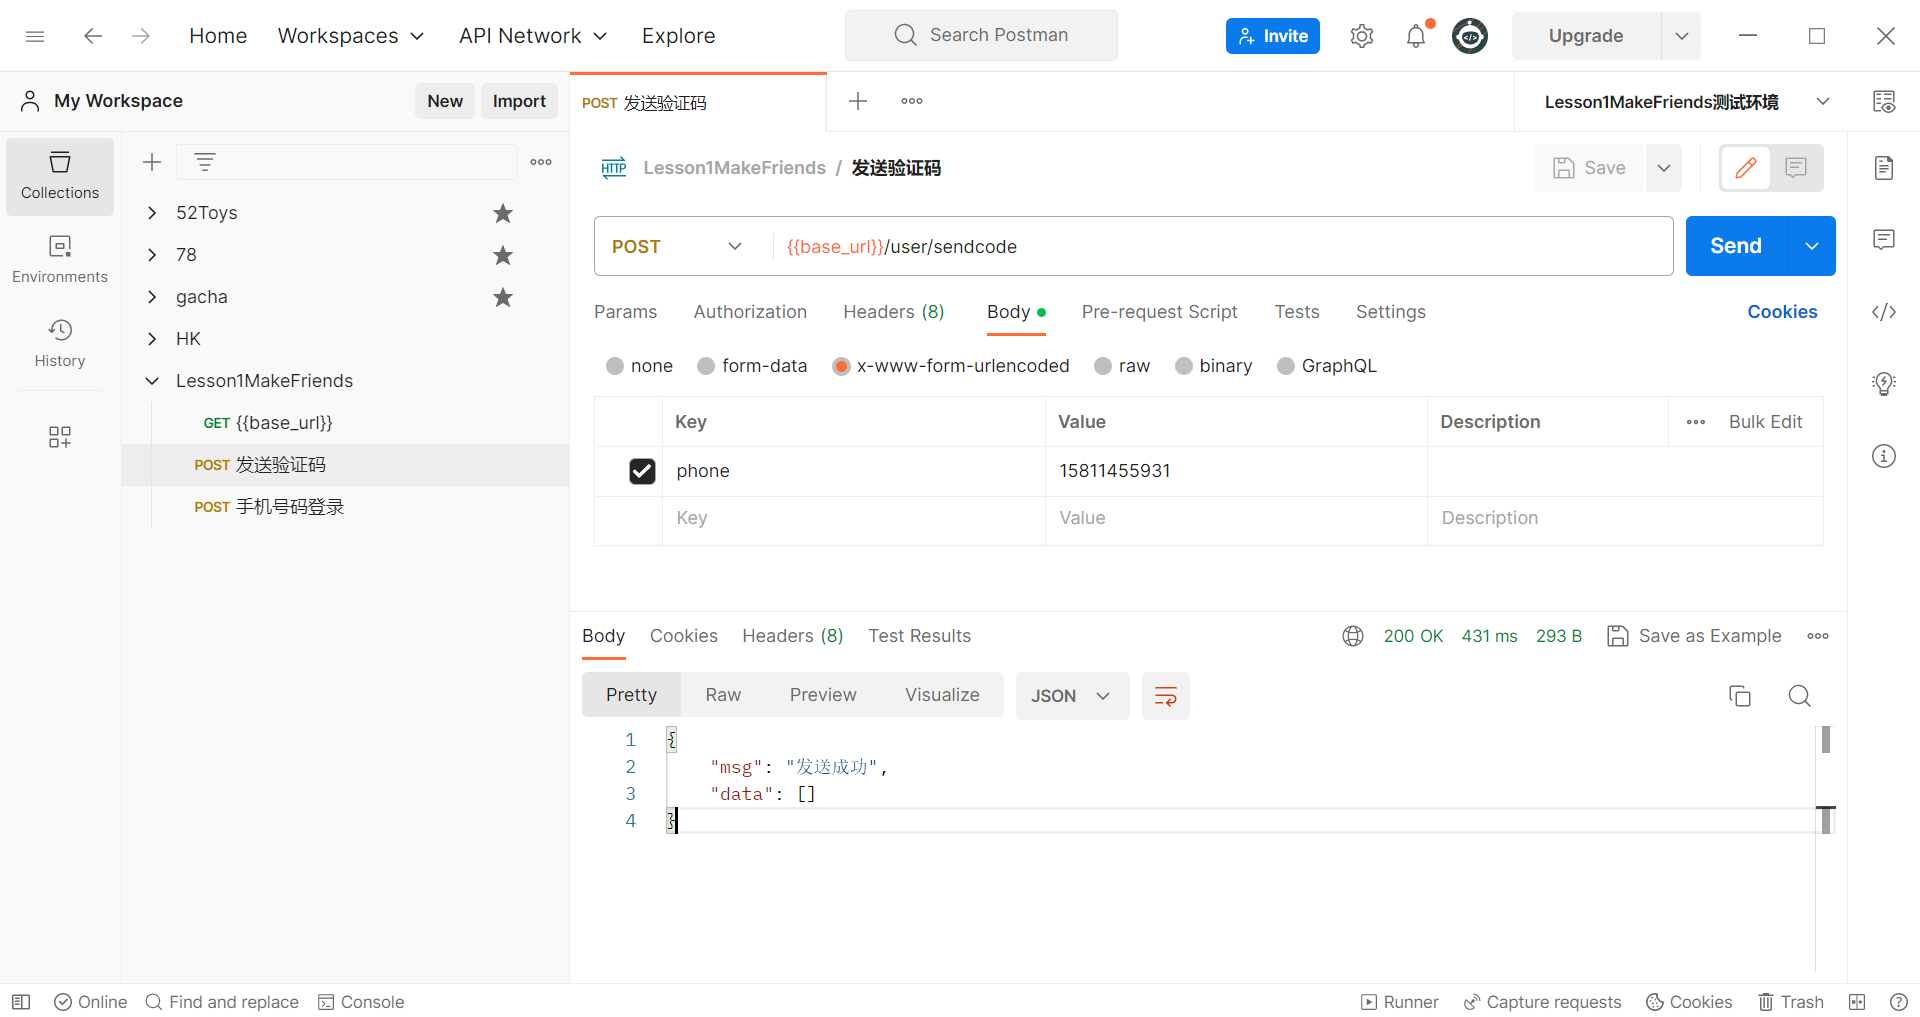 Home Workspaces API Network Explore Search Postman Invite Upgrade
My Workspace New Import
POST 发送验证码
Lesson1MakeFriends测试环境
Collections
Environments
History
52Toys
78
gacha
HK
Lesson1MakeFriends
GET {{base_url}}
POST 发送验证码
POST 手机号码登录
HTTP Lesson1MakeFriends / 发送验证码 Save
POST {{base_url}}/user/sendcode Send
Params Authorization Headers (8) Body Pre-request Script Tests Settings Cookies
none form-data x-www-form-urlencoded raw binary GraphQL
Key Value Description Bulk Edit
phone 15811455931
Key Value Description
Body Cookies Headers (8) Test Results 200 OK 431 ms 293 B Save as Example
Pretty Raw Preview Visualize JSON
1 {
2 "msg": "发送成功",
3 "data": []
4 }
Online Find and replace Console Runner Capture requests Cookies Trash